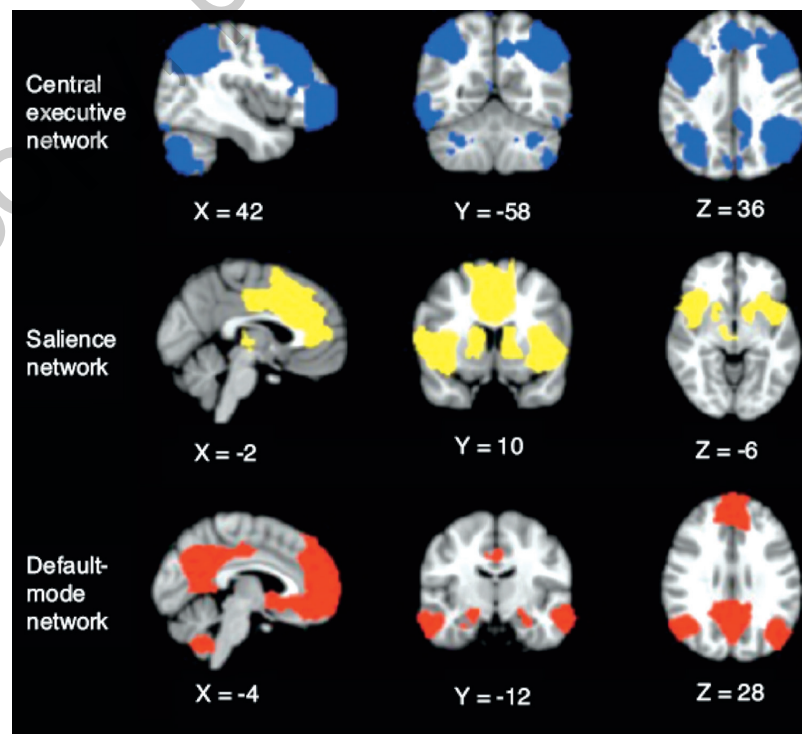 Central
executive
network
X = 42
Y = -58
Z = 36
Salience
network
X = -2
Y = 10
Z = -6
Default-
mode
network
X = -4
Y = -12
Z = 28